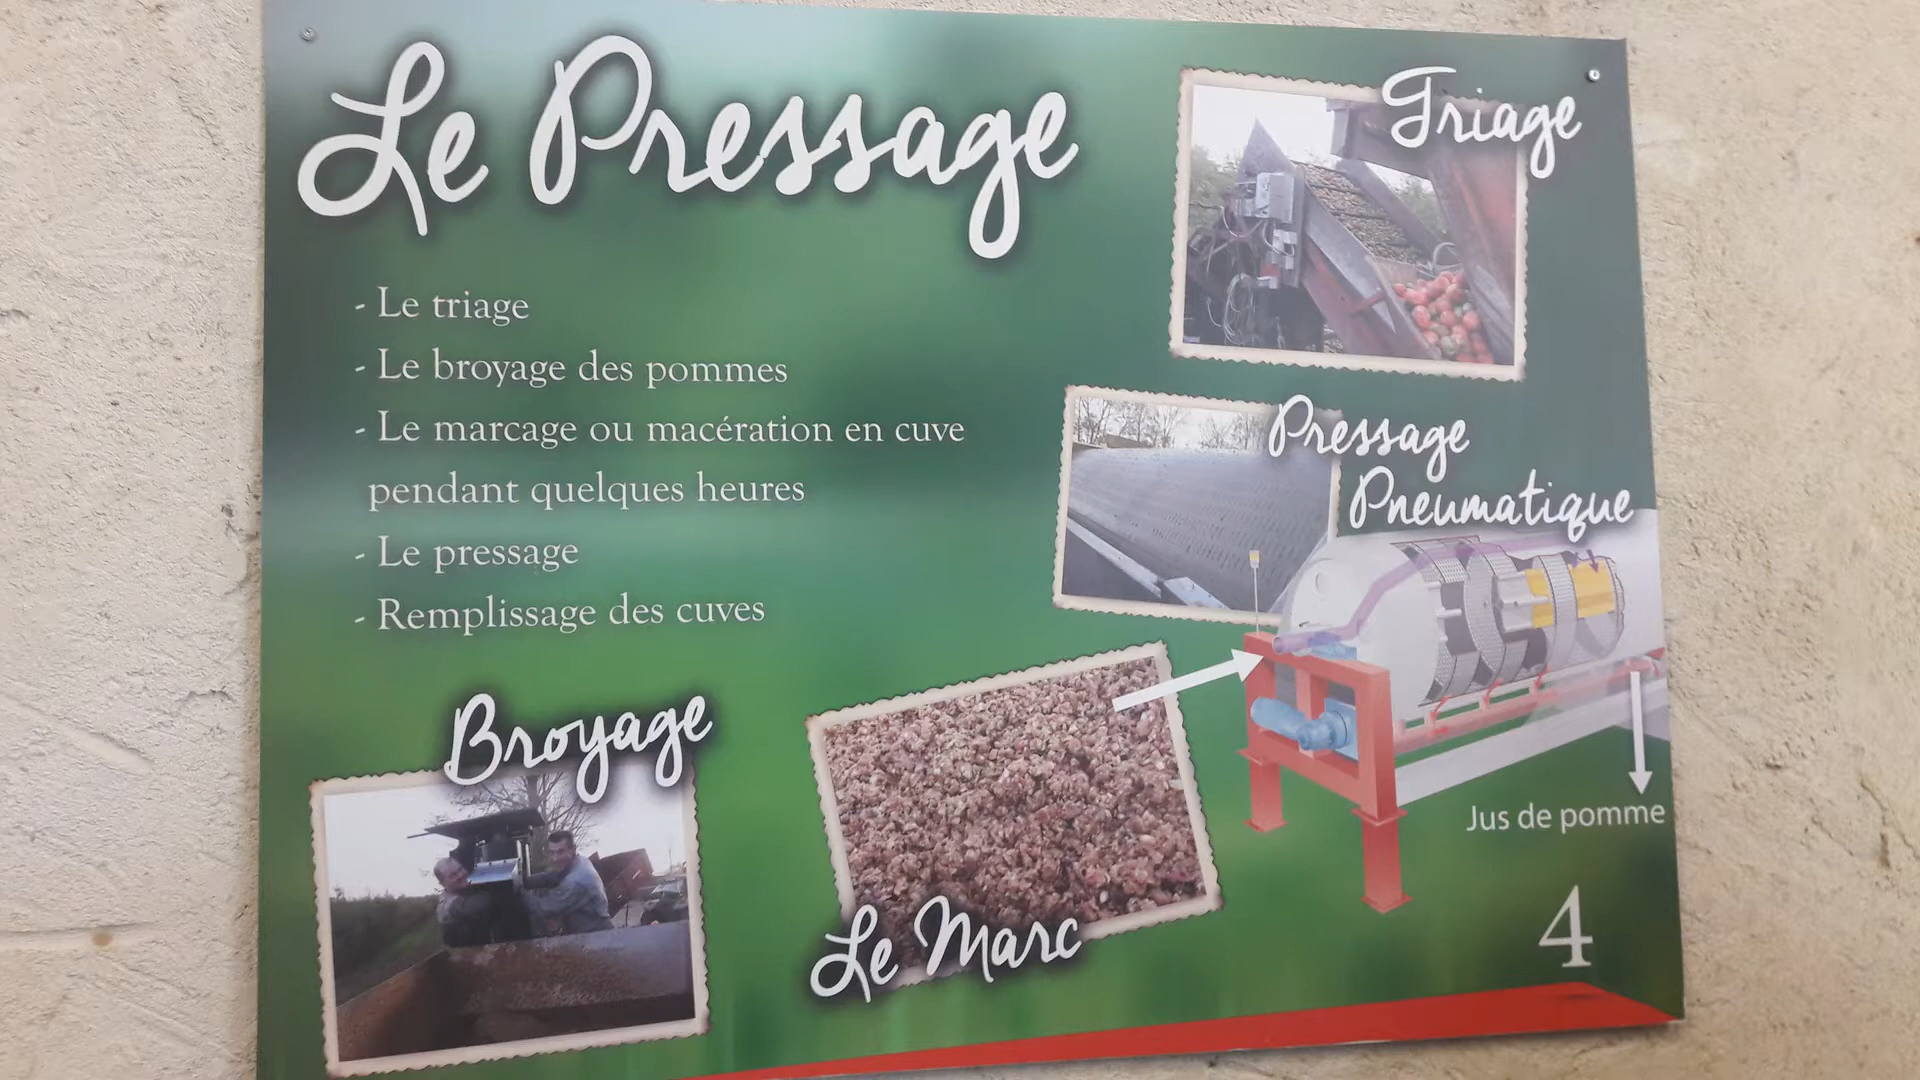 Le Pressage
- Le triage
- Le broyage des pommes
- Le marcage ou macération en cuve
pendant quelques heures
- Le pressage
- Remplissage des cuves
Triage
Pressage
Pneumatique
Broyage
Le Marc
Jus de pomme
4